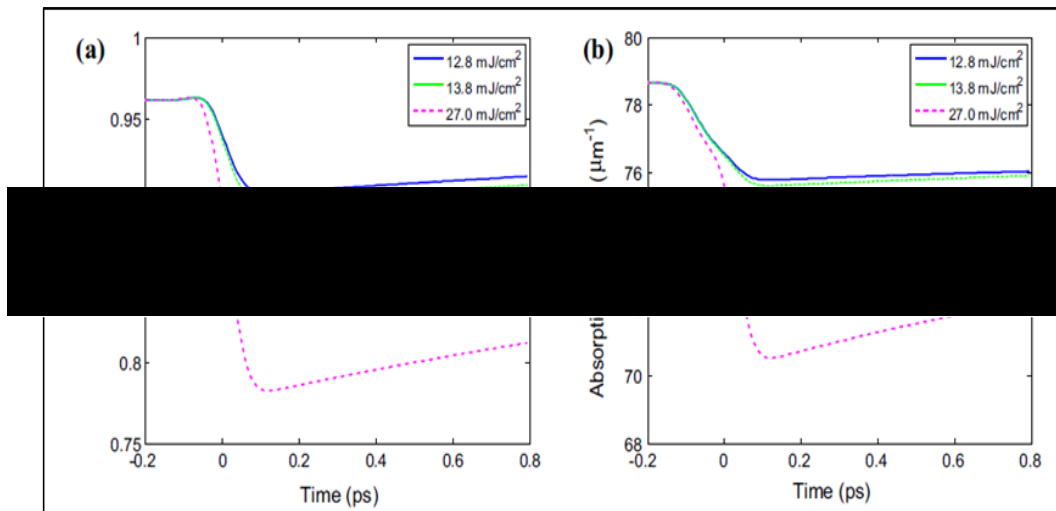 (a)
1
0.95
0.8
0.75
12.8 mJ/cm²
13.8 mJ/cm²
27.0 mJ/cm²
-0.2 0 0.2 0.4 0.6 0.8
Time (ps)
(b)
80
78
76
70
68
(μm⁻¹)
12.8 mJ/cm²
13.8 mJ/cm²
27.0 mJ/cm²
-0.2 0 0.2 0.4 0.6 0.8
Time (ps)